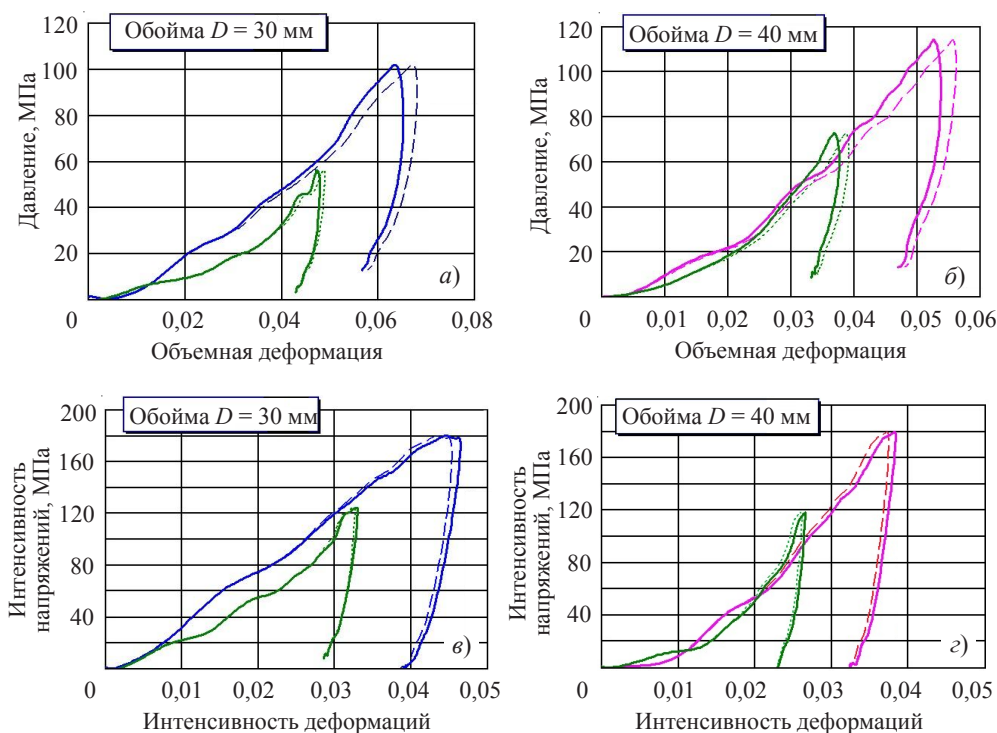 Обойма D = 30 мм
Давление, МПа
120
100
80
60
40
20
0
0,02
0,04
0,06
0,08
Объемная деформация
а)
Обойма D = 40 мм
Давление, МПа
120
100
80
60
40
20
0
0,01
0,02
0,03
0,04
0,05
0,06
Объемная деформация
б)
Обойма D = 30 мм
Интенсивность
напряжений, МПа
200
160
120
80
40
0
0,01
0,02
0,03
0,04
0,05
Интенсивность деформаций
в)
Обойма D = 40 мм
Интенсивность
напряжений, МПа
200
160
120
80
40
0
0,01
0,02
0,03
0,04
0,05
Интенсивность деформаций
г)